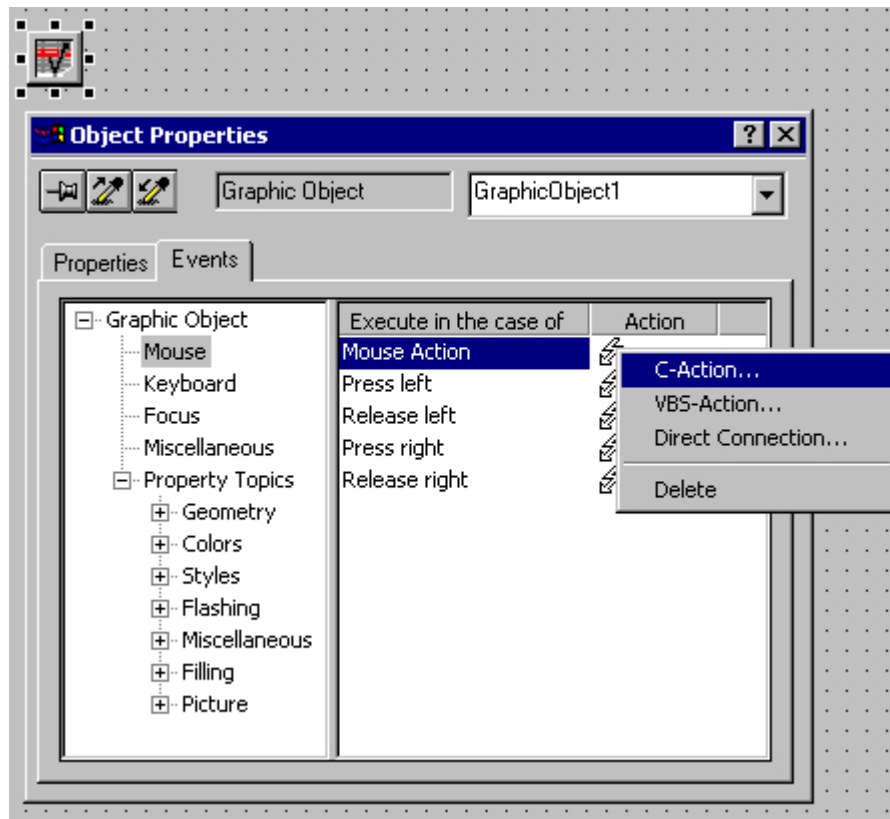 Object Properties
Graphic Object GraphicObject1
Properties Events
Graphic Object Execute in the case of Action
Mouse Mouse Action C-Action...
Keyboard Press left VBS-Action...
Focus Release left Direct Connection...
Miscellaneous Press right
Property Topics Release right Delete
Geometry
Colors
Styles
Flashing
Miscellaneous
Filling
Picture